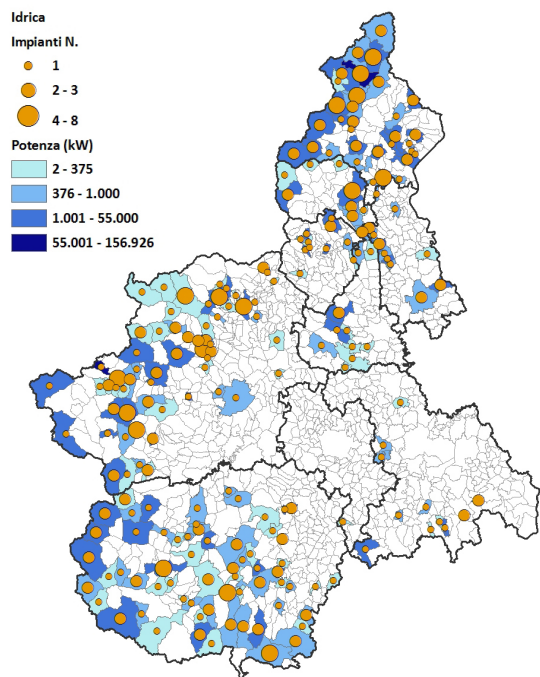 Idrica
Impianti N.
1
2 - 3
4 - 8
Potenza (kW)
2 - 375
376 - 1.000
1.001 - 55.000
55.001 - 156.926